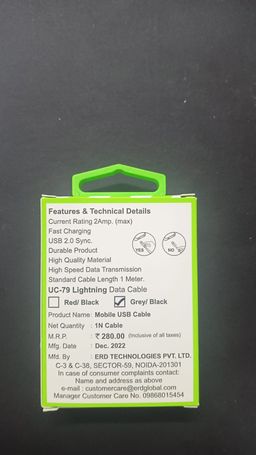 Features & Technical Details
Current Rating 2Amp. (max)
Fast Charging
USB 2.0 Sync.
Durable Product
High Quality Material
High Speed Data Transmission
Standard Cable Length 1 Meter.
YES
NO
UC-79 Lightning Data Cable
Red/ Black Grey/ Black
Product Name : Mobile USB Cable
Net Quantity : 1N Cable
M.R.P. : ₹ 280.00 (Inclusive of all taxes)
Mfg. Date : Dec. 2022
Mfd. By : ERD TECHNOLOGIES PVT. LTD.
C-3 & C-38, SECTOR-59, NOIDA-201301
In case of consumer complaints contact:
Name and address as above
e-mail : customercare@erdglobal.com
Manager Customer Care No. 09868015454